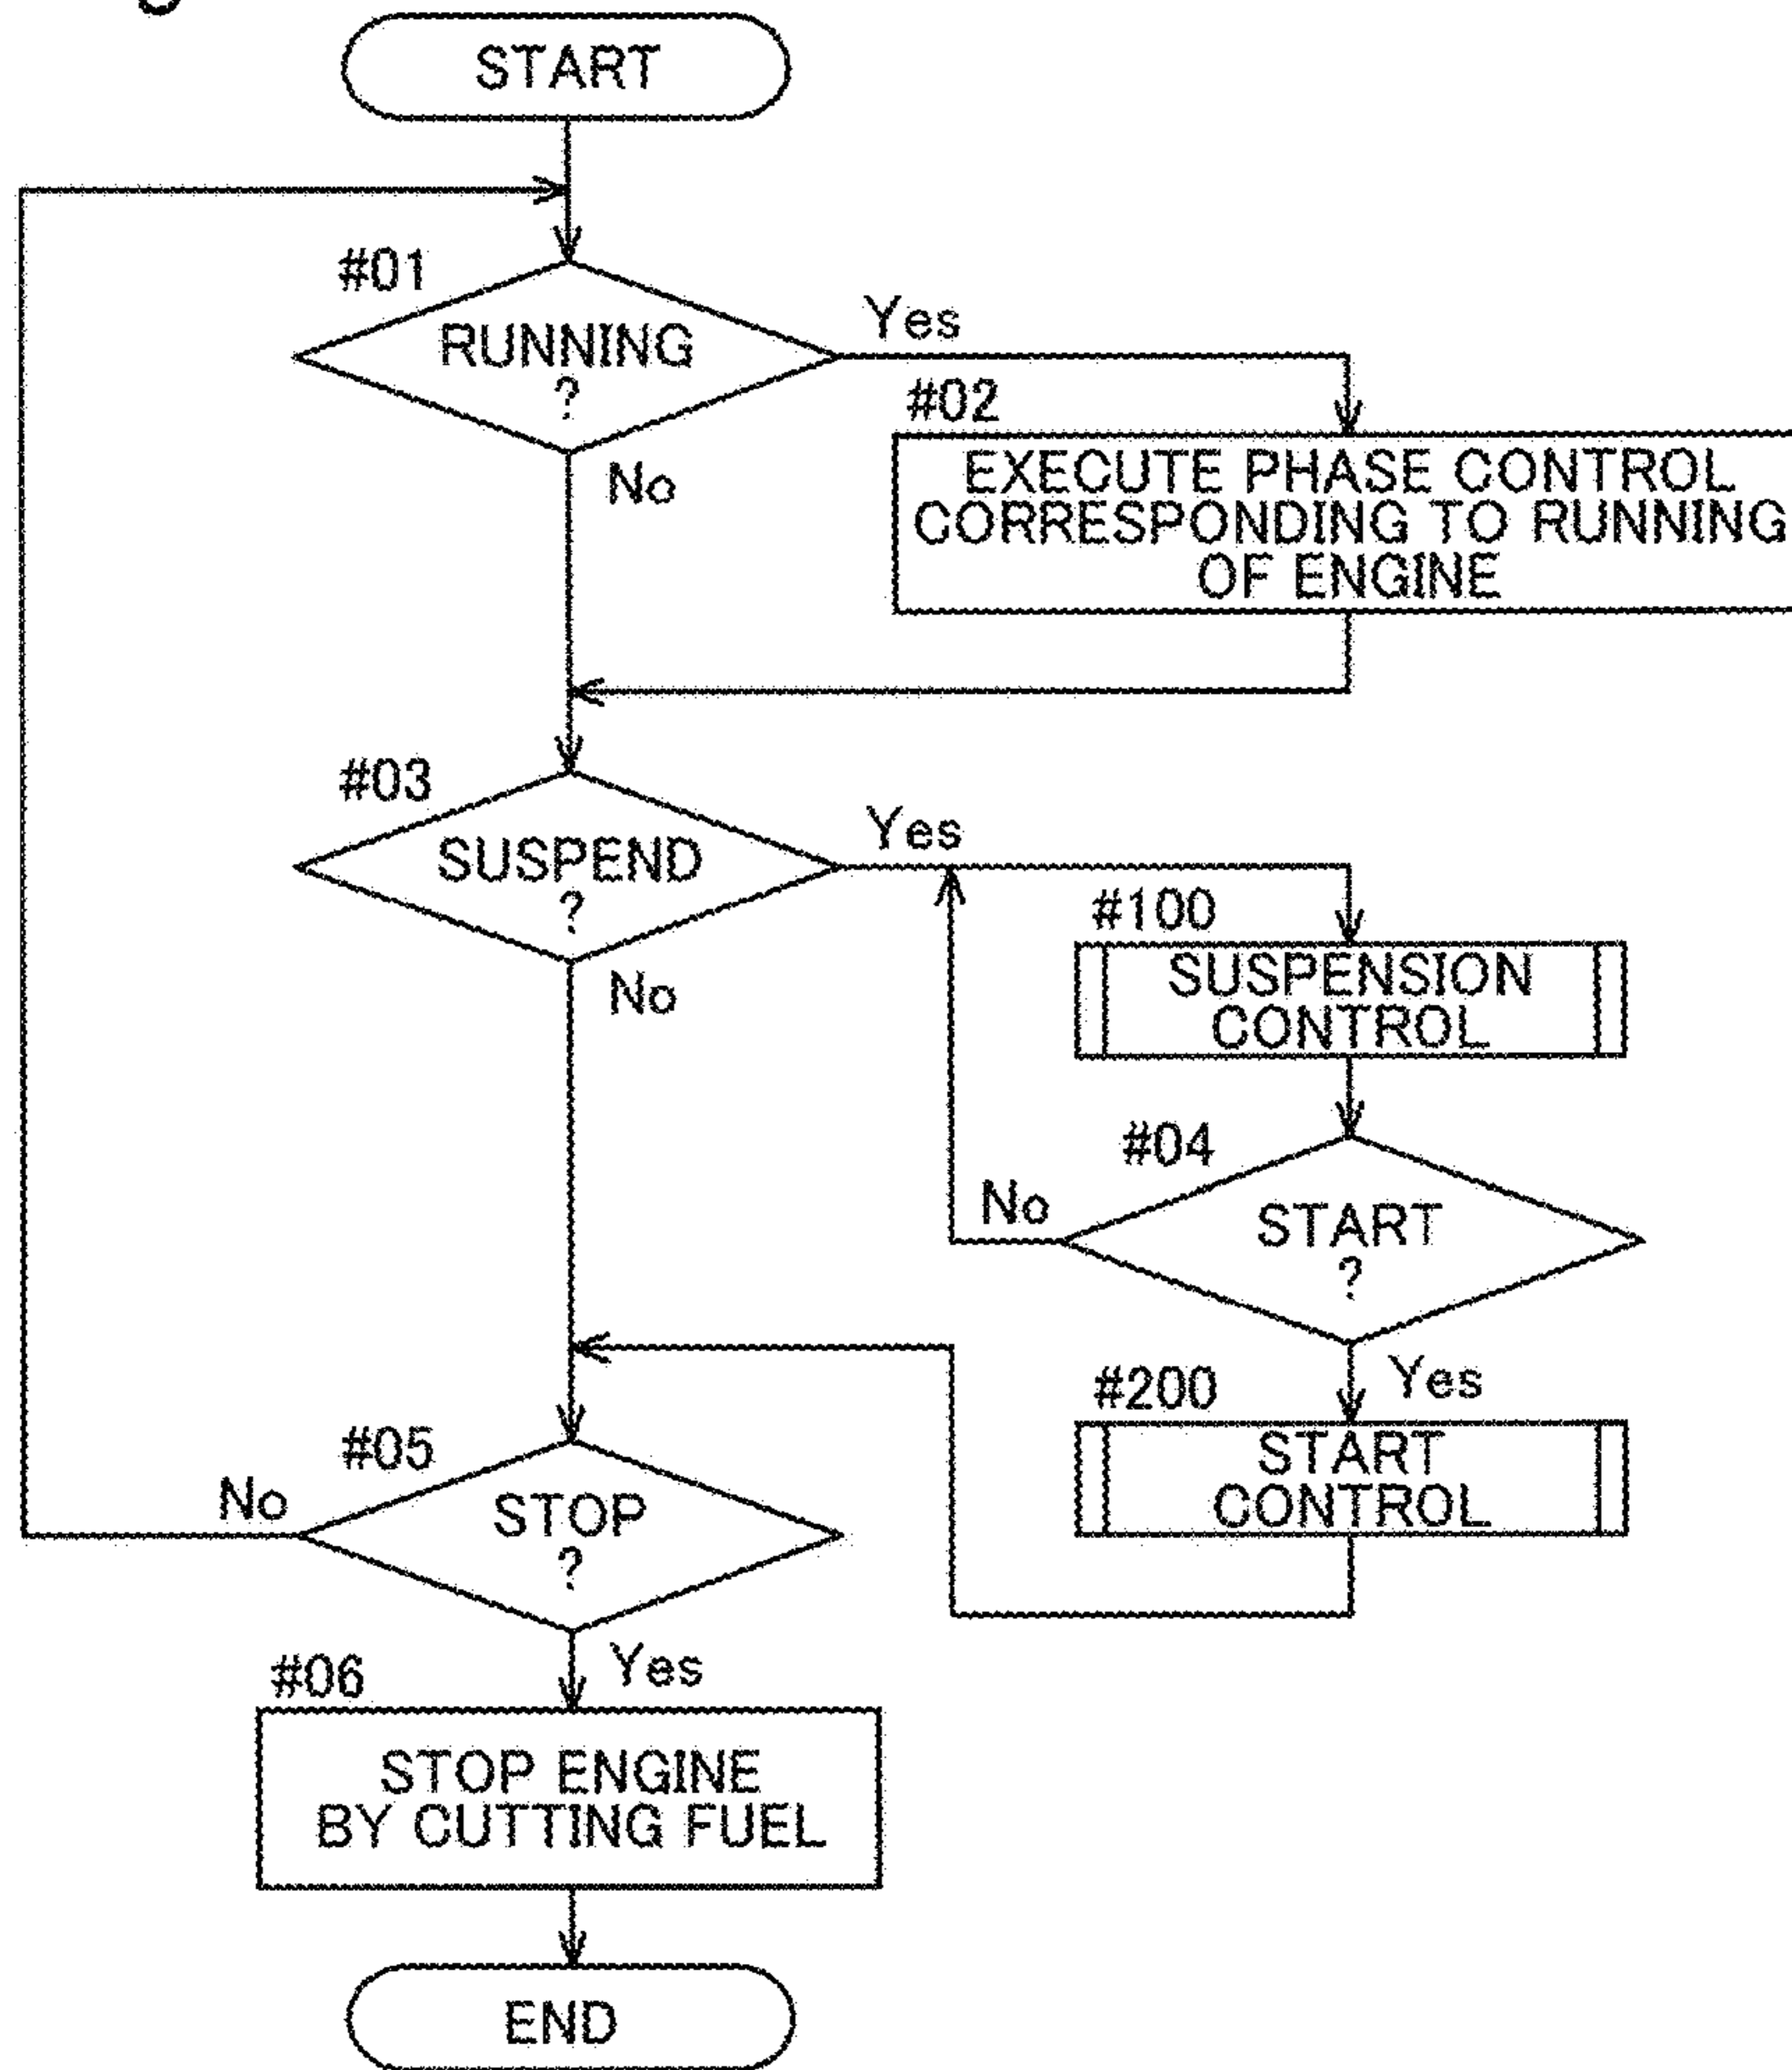 START
#01
RUNNING
?
Yes
No
#02
EXECUTE PHASE CONTROL
CORRESPONDING TO RUNNING
OF ENGINE
#03
SUSPEND
?
Yes
No
#100
SUSPENSION
CONTROL
#04
START
?
No
Yes
#200
START
CONTROL
#05
STOP
?
No
Yes
#06
STOP ENGINE
BY CUTTING FUEL
END